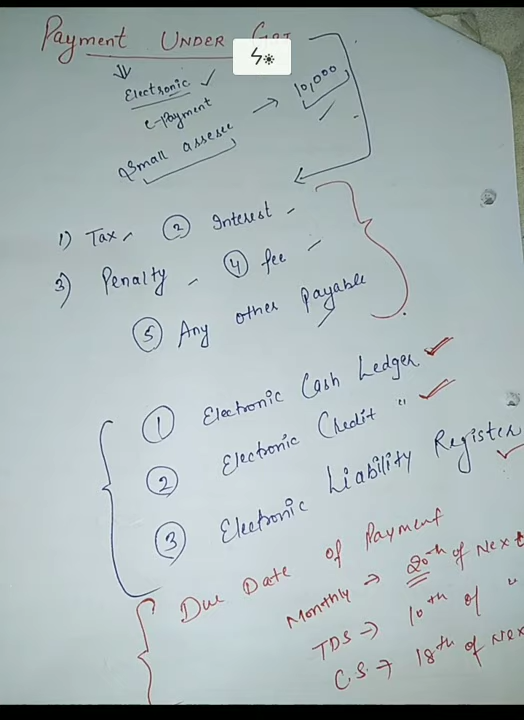 Payment Under GST
Electronic
e-Payment
Small assesee → 10,000
1) Tax, ② Interest -
3) Penalty - ④ fee -
⑤ Any other Payable
① Electronic Cash Ledger
② Electronic Credit "
③ Electronic Liability Register
Due Date of Payment
Monthly → 20th of Next
TDS → 10th of "
C.S. → 18th of Next